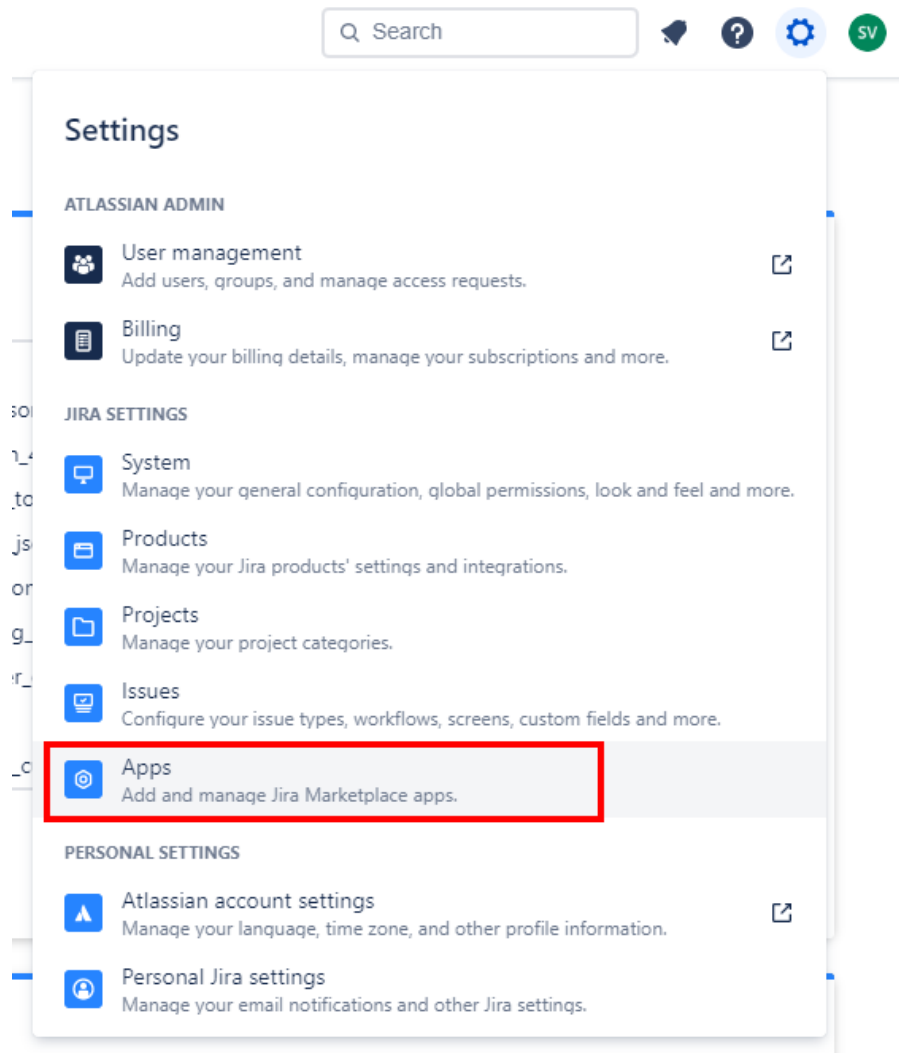 Search
SV
Settings
ATLASSIAN ADMIN
User management
Add users, groups, and manage access requests.
Billing
Update your billing details, manage your subscriptions and more.
JIRA SETTINGS
System
Manage your general configuration, global permissions, look and feel and more.
Products
Manage your Jira products' settings and integrations.
Projects
Manage your project categories.
Issues
Configure your issue types, workflows, screens, custom fields and more.
Apps
Add and manage Jira Marketplace apps.
PERSONAL SETTINGS
Atlassian account settings
Manage your language, time zone, and other profile information.
Personal Jira settings
Manage your email notifications and other Jira settings.